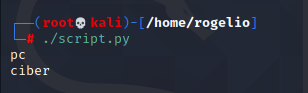 ┌──(root💀kali)-[/home/rogelio]
└─# ./script.py
pc
ciber